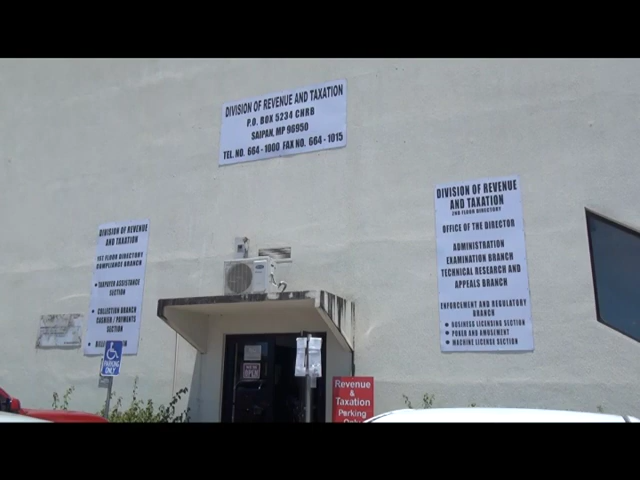 DIVISION OF REVENUE AND TAXATION
P.O. BOX 5234 CHRB
SAIPAN, MP 96950
TEL. NO. 664 - 1000 FAX NO. 664 - 1015
DIVISION OF REVENUE
AND TAXATION
1ST FLOOR DIRECTORY
COMPLIANCE BRANCH
• TAXPAYER ASSISTANCE
SECTION
• COLLECTION BRANCH
CASHIER / PAYMENTS
SECTION
DIVISION OF REVENUE
AND TAXATION
2ND FLOOR DIRECTORY
OFFICE OF THE DIRECTOR
ADMINISTRATION
EXAMINATION BRANCH
TECHNICAL RESEARCH AND
APPEALS BRANCH
ENFORCEMENT AND REGULATORY
BRANCH
• BUSINESS LICENSING SECTION
• POKER AND AMUSEMENT
• MACHINE LICENSE SECTION
PARKING
ONLY
OPEN
Revenue
&
Taxation
Parking
Only